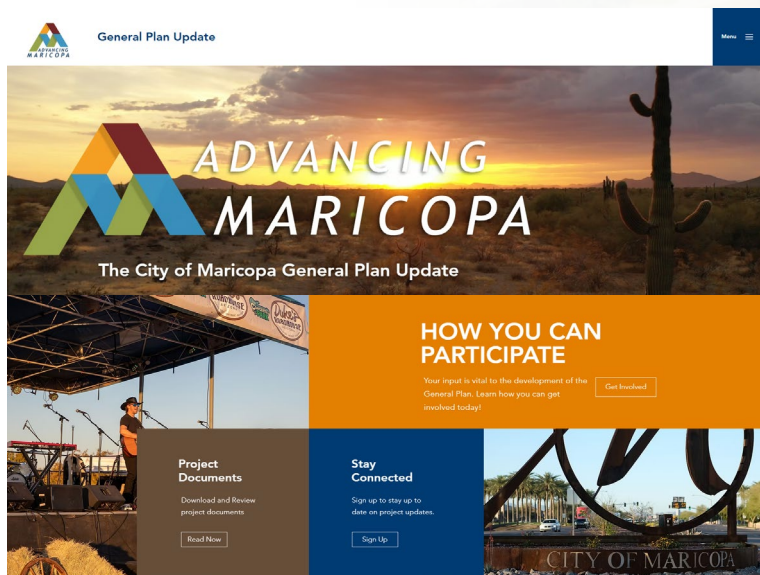 ADVANCING
MARICOPA
General Plan Update
Menu
ADVANCING
MARICOPA
The City of Maricopa General Plan Update
HOW YOU CAN
PARTICIPATE
Your input is vital to the development of the
General Plan. Learn how you can get
involved today!
Get Involved
Project
Documents
Download and Review
project documents
Read Now
Stay
Connected
Sign up to stay up to
date on project updates.
Sign Up
CITY OF MARICOPA